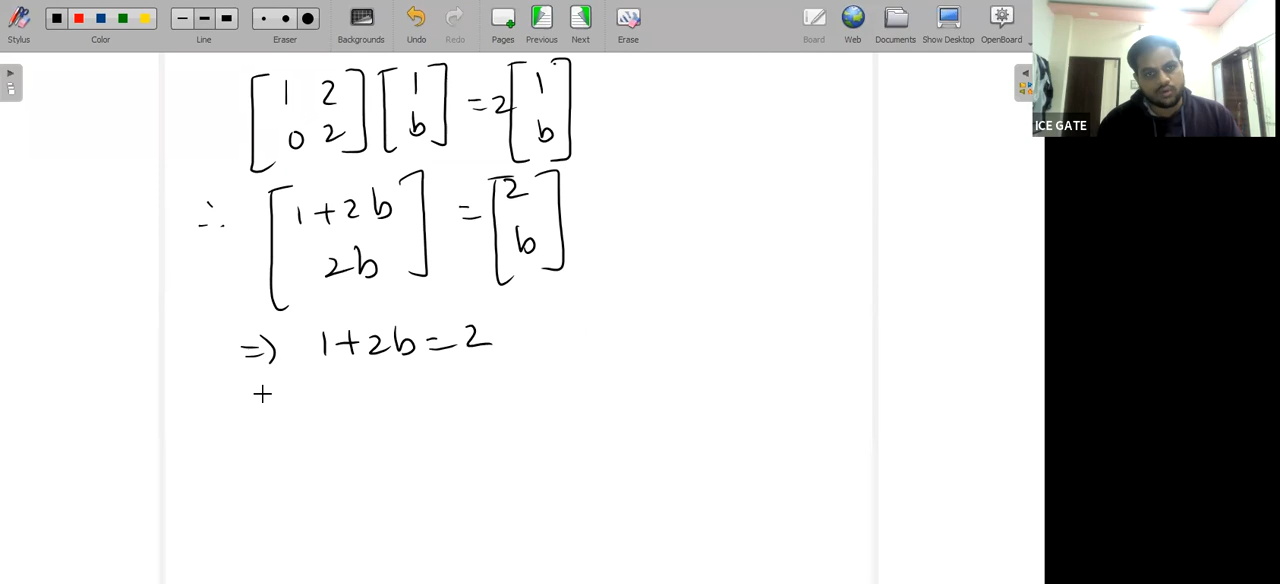 Stylus Color Line Eraser Backgrounds Undo Redo Pages Previous Next Erase Board Web Documents Show Desktop OpenBoard
ICE GATE
[1 2
0 2] [1
b] = 2 [1
b]
∴ [1+2b
2b] = [2
b]
=> 1+2b=2